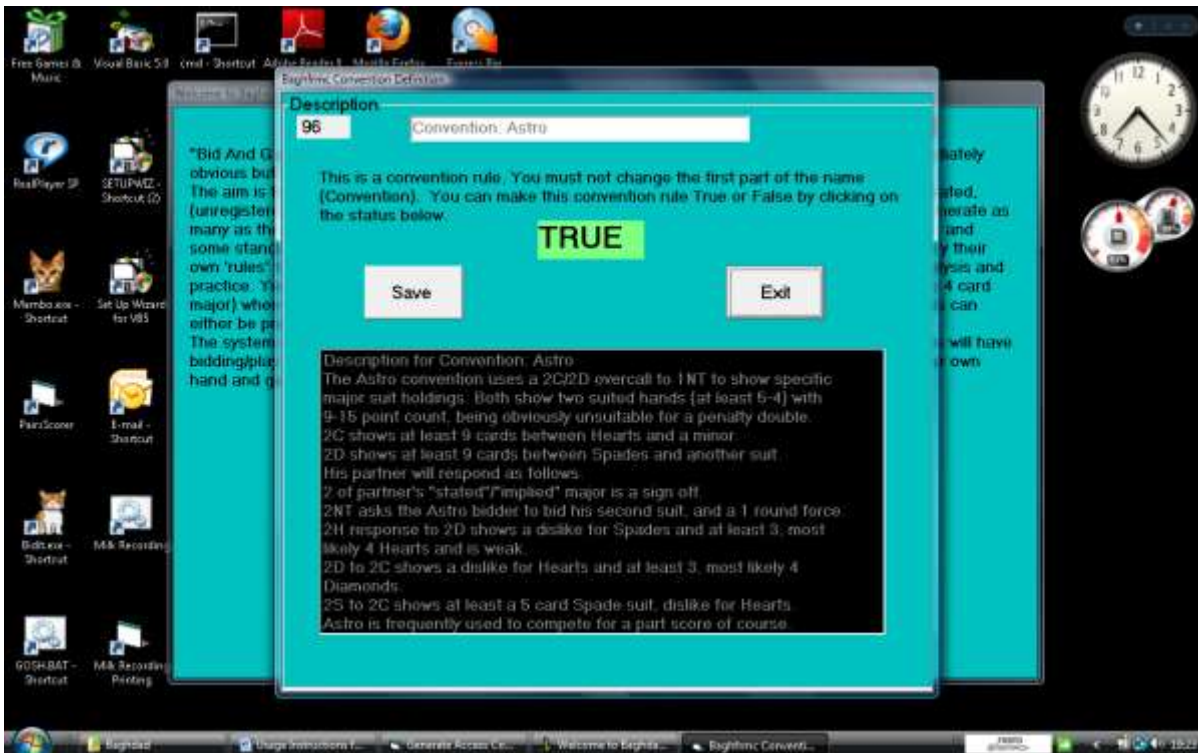 Free Games & Music
Visual Basic 5.0
cmd - Shortcut
Adobe Reader 8
Mozilla Firefox
Express Burn
RealPlayer SP
SETUPWIZ - Shortcut (2)
Mambo.exe - Shortcut
Set Up Wizard for VB5
PairsScorer
E-mail - Shortcut
Bidit.exe - Shortcut
Milk Recording
GOSH.BAT - Shortcut
Milk Recording Printing
Convention Definition
Description
96
Convention: Astro
This is a convention rule. You must not change the first part of the name
(Convention). You can make this convention rule True or False by clicking on
the status below.
TRUE
Save
Exit
Description for Convention: Astro
The Astro convention uses a 2C/2D overcall to 1NT to show specific
major suit holdings. Both show two suited hands (at least 5-4) with
9-15 point count, being obviously unsuitable for a penalty double.
2C shows at least 9 cards between Hearts and a minor.
2D shows at least 9 cards between Spades and another suit.
His partner will respond as follows
2 of partner's "stated"/"implied" major is a sign off.
2NT asks the Astro bidder to bid his second suit, and a 1 round force.
2H response to 2D shows a dislike for Spades and at least 3, most
likely 4 Hearts and is weak.
2D to 2C shows a dislike for Hearts and at least 3, most likely 4
Diamonds.
2S to 2C shows at least a 5 card Spade suit, dislike for Hearts.
Astro is frequently used to compete for a part score of course.
"Bid And
obvious but
The aim is
(unregistered
many as the
some stand
own 'rules'
practice.
major)
either be
The system
bidding/play
hand and
erate as
and
y their
ysis and
4 card
s can
will have
r own
Baghdad
Usage Instructions f...
Generate Access Co...
Welcome to Baghda...